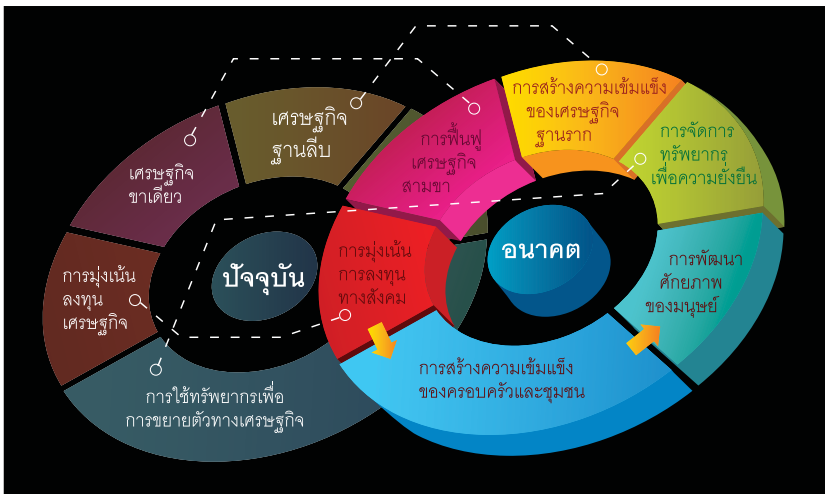 เศรษฐกิจ
ฐานลีบ
เศรษฐกิจ
ขาเดียว
การมุ่งเน้น
ลงทุน
เศรษฐกิจ
ปัจจุบัน
การใช้ทรัพยากรเพื่อ
การขยายตัวทางเศรษฐกิจ
การสร้างความเข้มแข็ง
ของเศรษฐกิจ
ฐานราก
การฟื้นฟู
เศรษฐกิจ
สามขา
การจัดการ
ทรัพยากร
เพื่อความยั่งยืน
การมุ่งเน้น
การลงทุน
ทางสังคม
อนาคต
การพัฒนา
ศักยภาพ
ของมนุษย์
การสร้างความเข้มแข็ง
ของครอบครัวและชุมชน